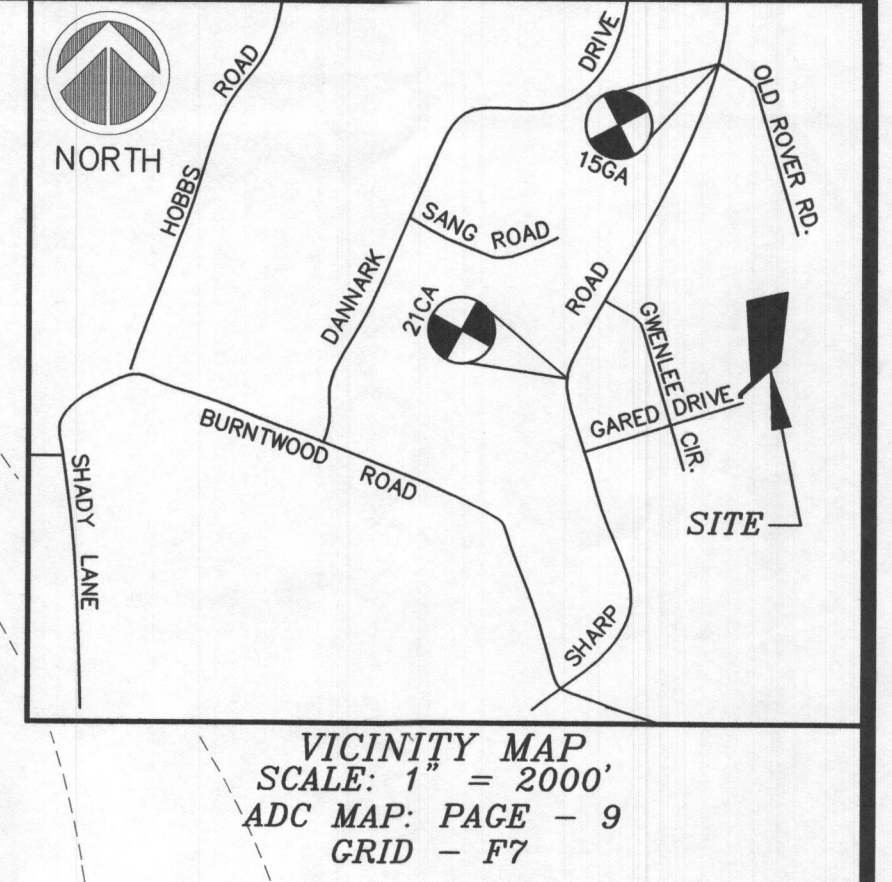 NORTH
HOBBS ROAD
DANNARK DRIVE
15GA
OLD ROVER RD.
SANG ROAD
21CA
SHARP ROAD
GWENLEE CIR.
GARED DRIVE
BURNTWOOD ROAD
SHADY LANE
SITE
VICINITY MAP
SCALE: 1" = 2000'
ADC MAP: PAGE - 9
GRID - F7